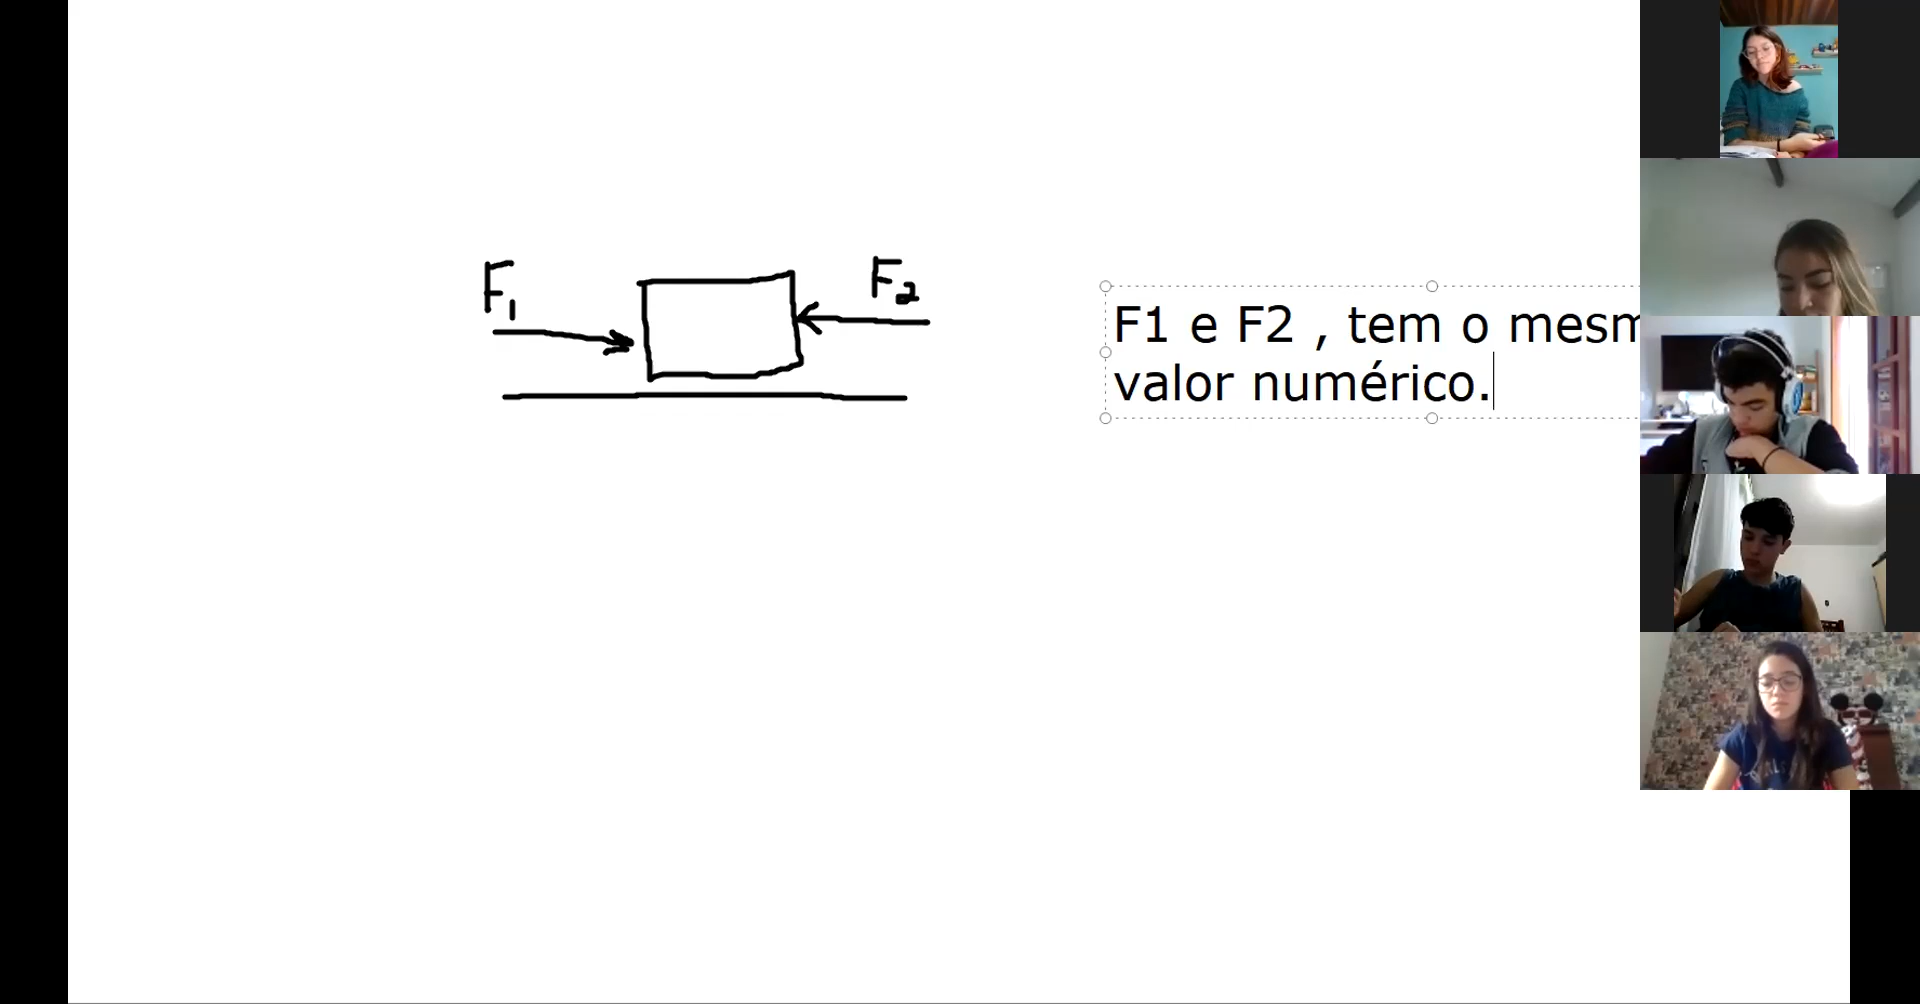 F1
F2
F1 e F2 , tem o mesm
valor numérico.